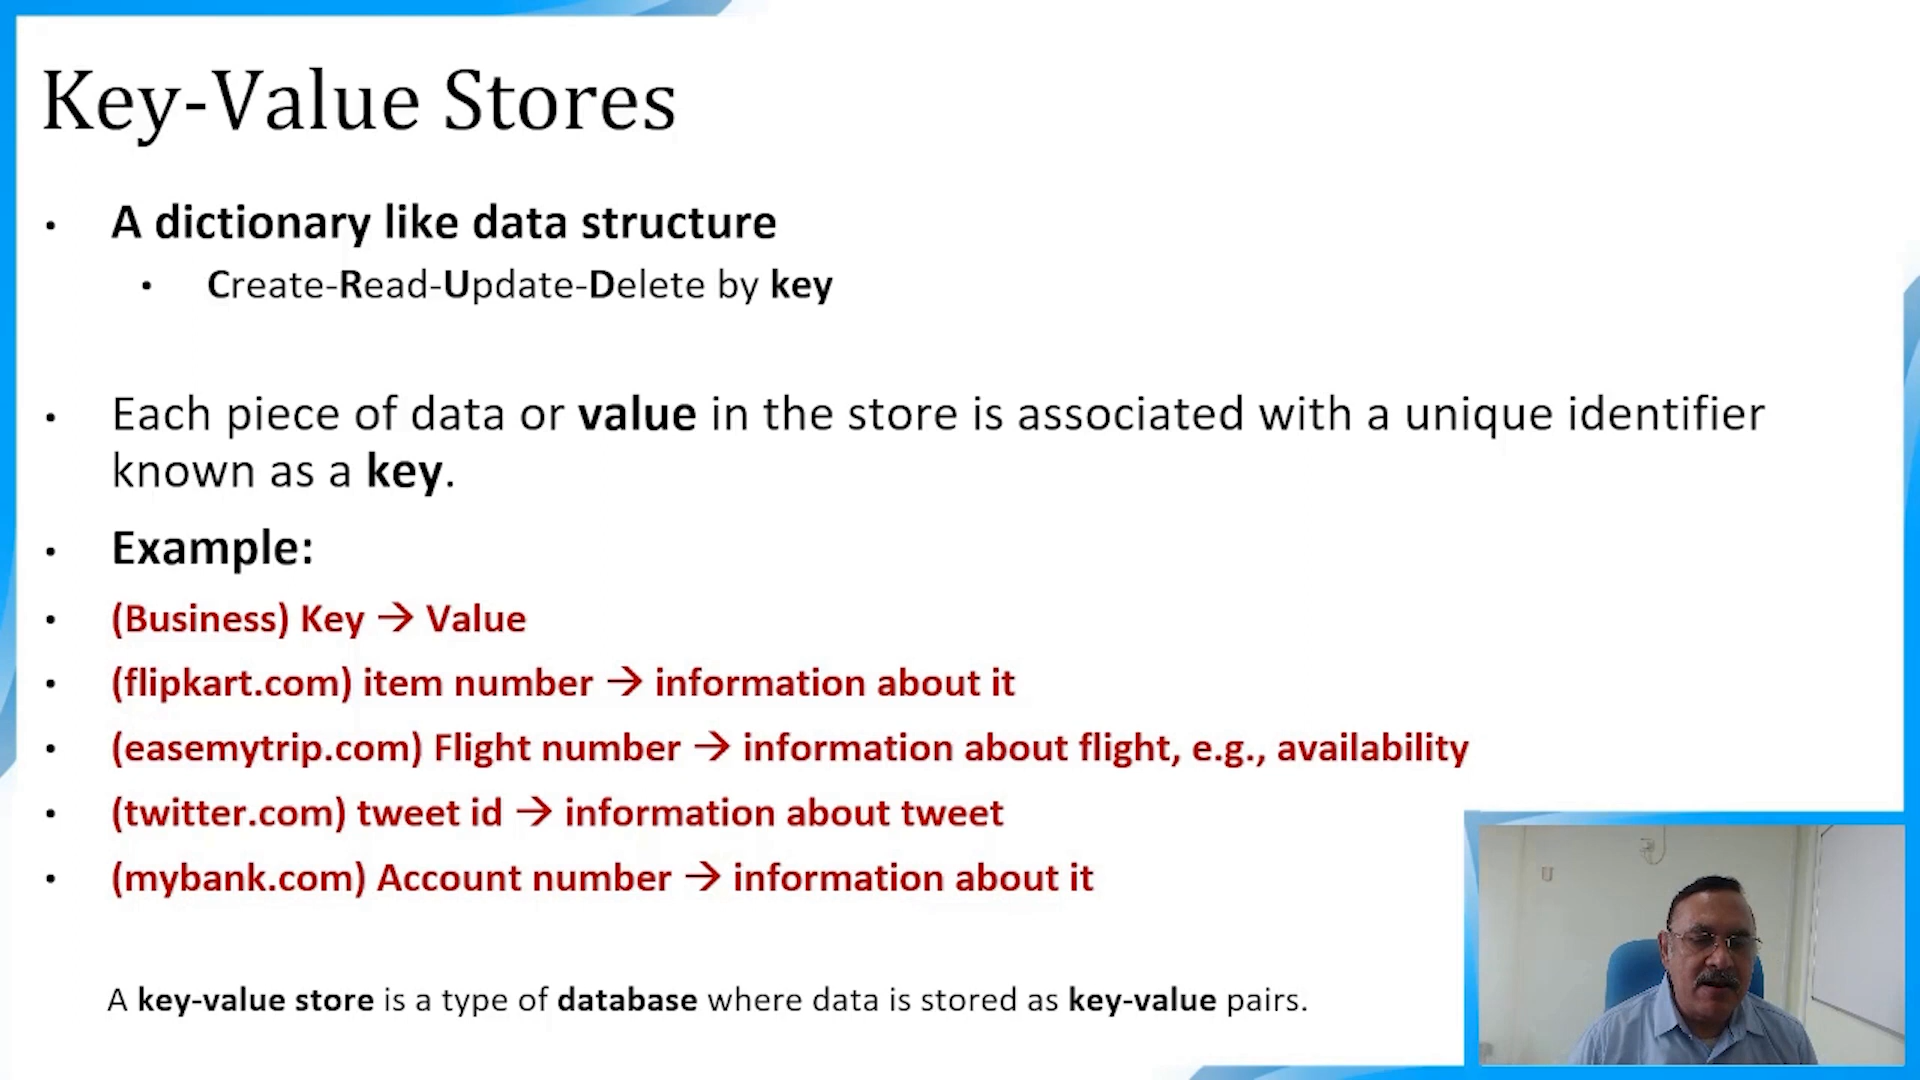 Key-Value Stores
• A dictionary like data structure
• Create-Read-Update-Delete by key
• Each piece of data or value in the store is associated with a unique identifier
known as a key.
• Example:
• (Business) Key → Value
• (flipkart.com) item number → information about it
• (easemytrip.com) Flight number → information about flight, e.g., availability
• (twitter.com) tweet id → information about tweet
• (mybank.com) Account number → information about it
A key-value store is a type of database where data is stored as key-value pairs.